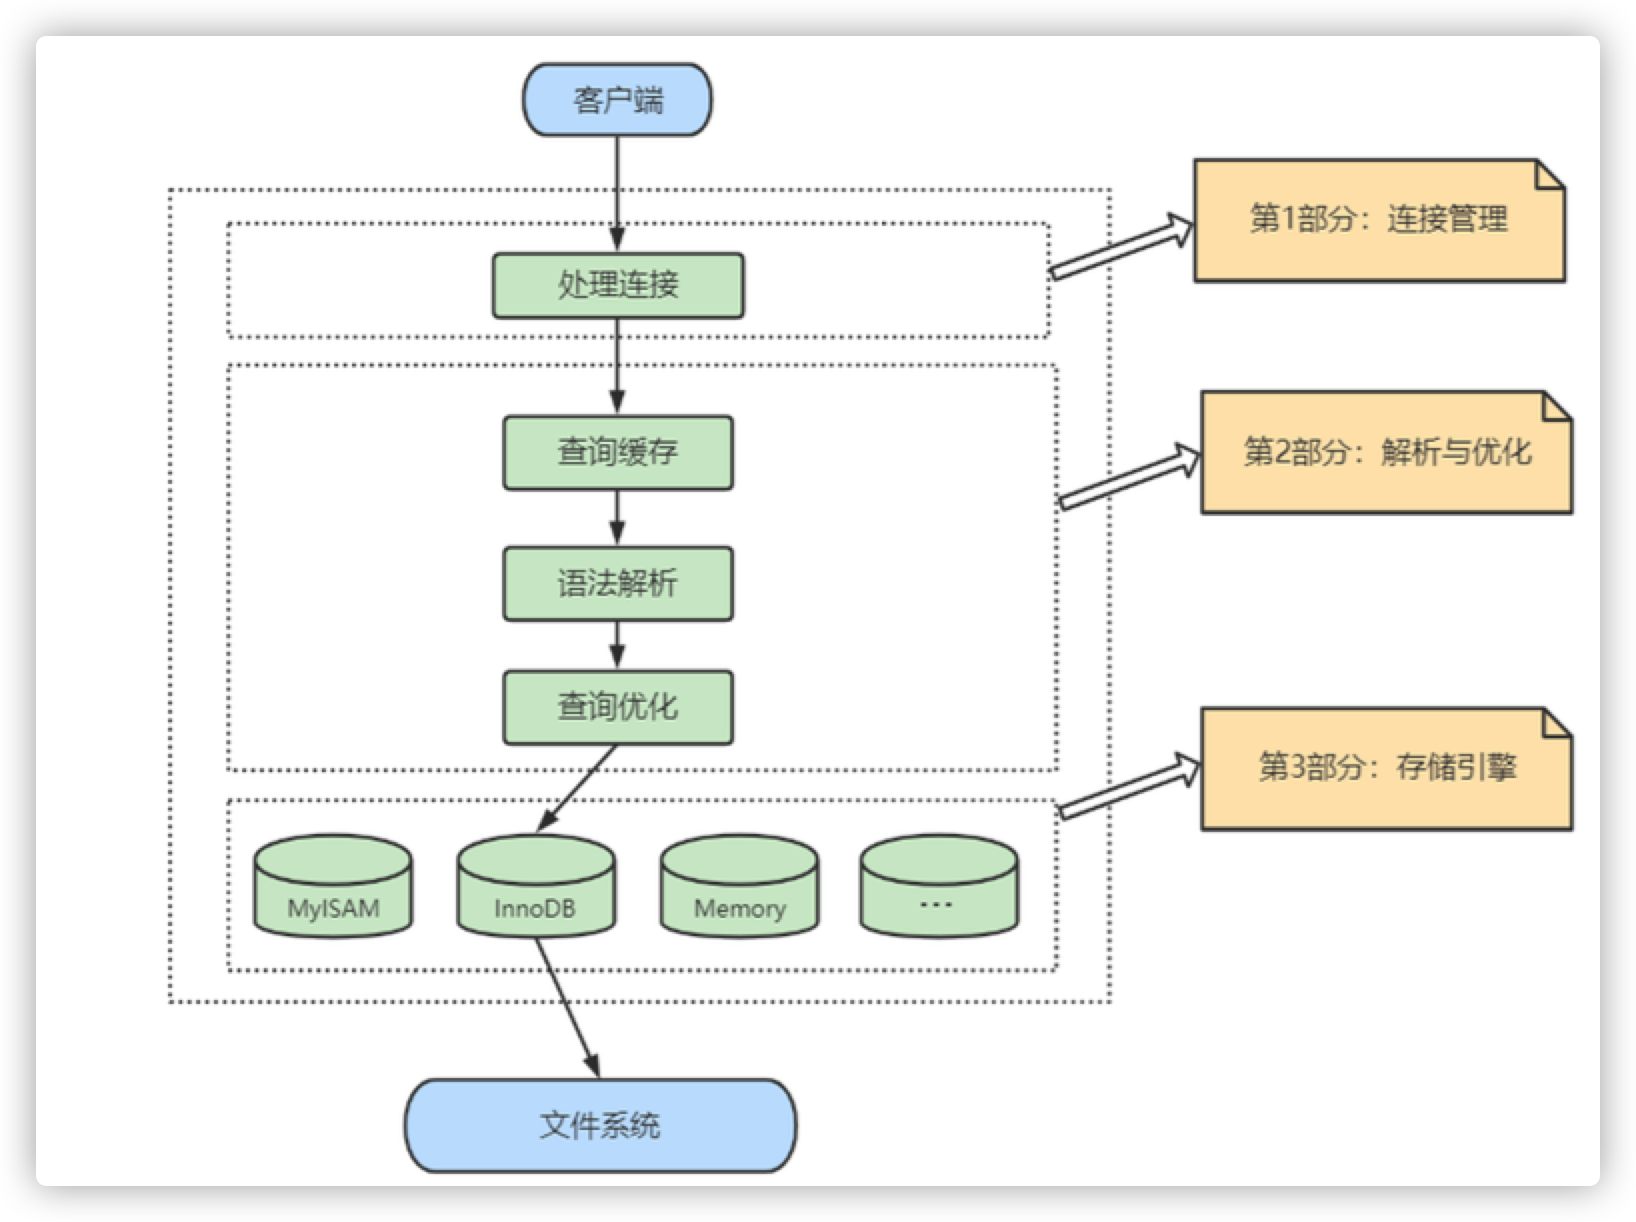 客户端
处理连接
第1部分：连接管理
查询缓存
语法解析
查询优化
第2部分：解析与优化
MyISAM
InnoDB
Memory
...
第3部分：存储引擎
文件系统